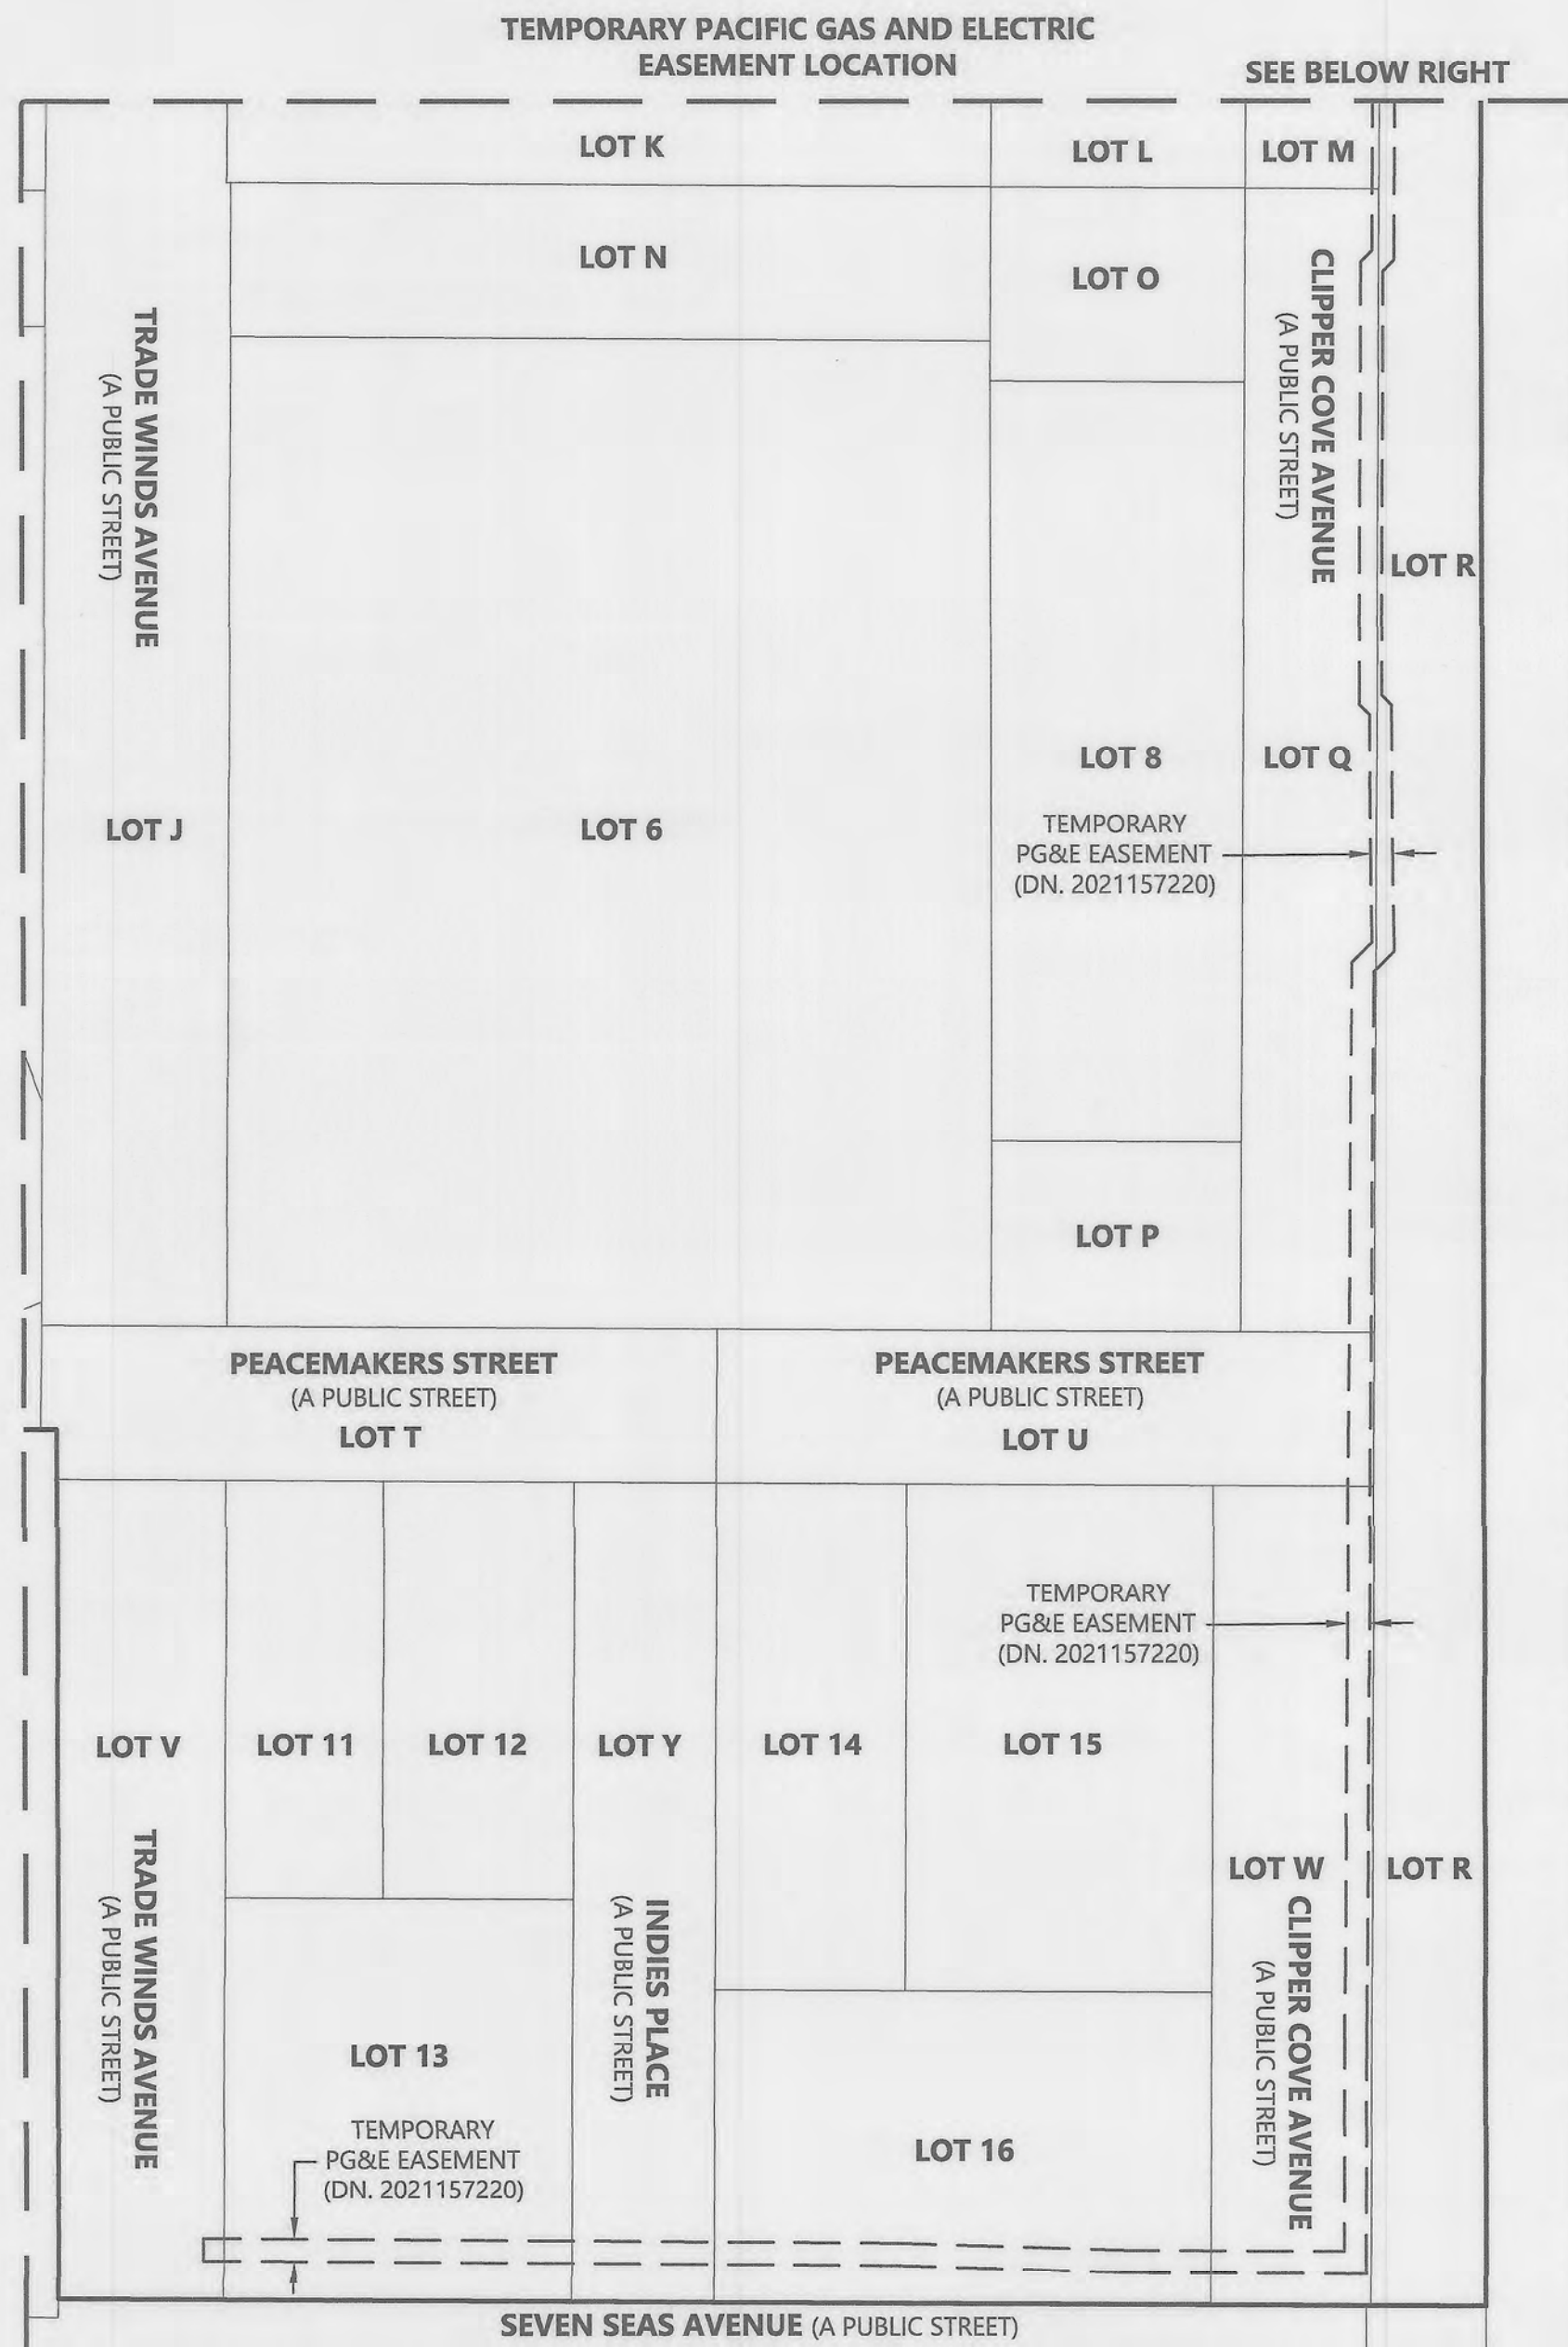 TEMPORARY PACIFIC GAS AND ELECTRIC
EASEMENT LOCATION
SEE BELOW RIGHT
LOT K
LOT L
LOT M
LOT N
LOT O
TRADE WINDS AVENUE
(A PUBLIC STREET)
CLIPPER COVE AVENUE
(A PUBLIC STREET)
LOT R
LOT J
LOT 6
LOT 8
LOT Q
TEMPORARY
PG&E EASEMENT
(DN. 2021157220)
LOT P
PEACEMAKERS STREET
(A PUBLIC STREET)
LOT T
PEACEMAKERS STREET
(A PUBLIC STREET)
LOT U
TEMPORARY
PG&E EASEMENT
(DN. 2021157220)
LOT V
LOT 11
LOT 12
LOT Y
LOT 14
LOT 15
LOT W
LOT R
TRADE WINDS AVENUE
(A PUBLIC STREET)
INDIES PLACE
(A PUBLIC STREET)
CLIPPER COVE AVENUE
(A PUBLIC STREET)
LOT 13
TEMPORARY
PG&E EASEMENT
(DN. 2021157220)
LOT 16
SEVEN SEAS AVENUE (A PUBLIC STREET)